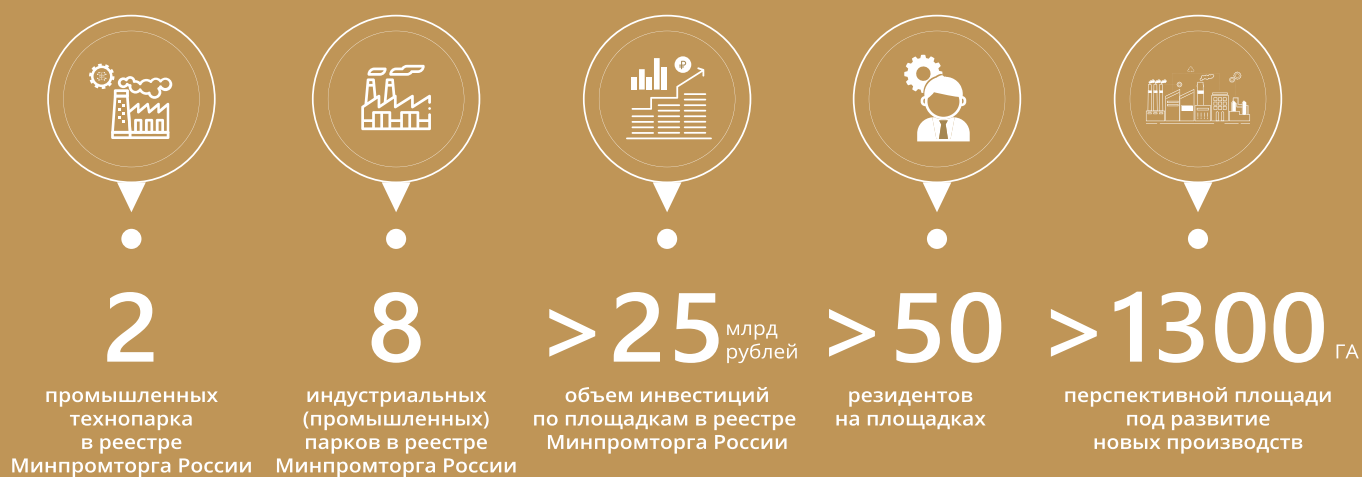 2
промышленных
технопарка
в реестре
Минпромторга России
8
индустриальных
(промышленных)
парков в реестре
Минпромторга России
>25 млрд
рублей
объем инвестиций
по площадкам в реестре
Минпромторга России
>50
резидентов
на площадках
>1300 ГА
перспективной площади
под развитие
новых производств